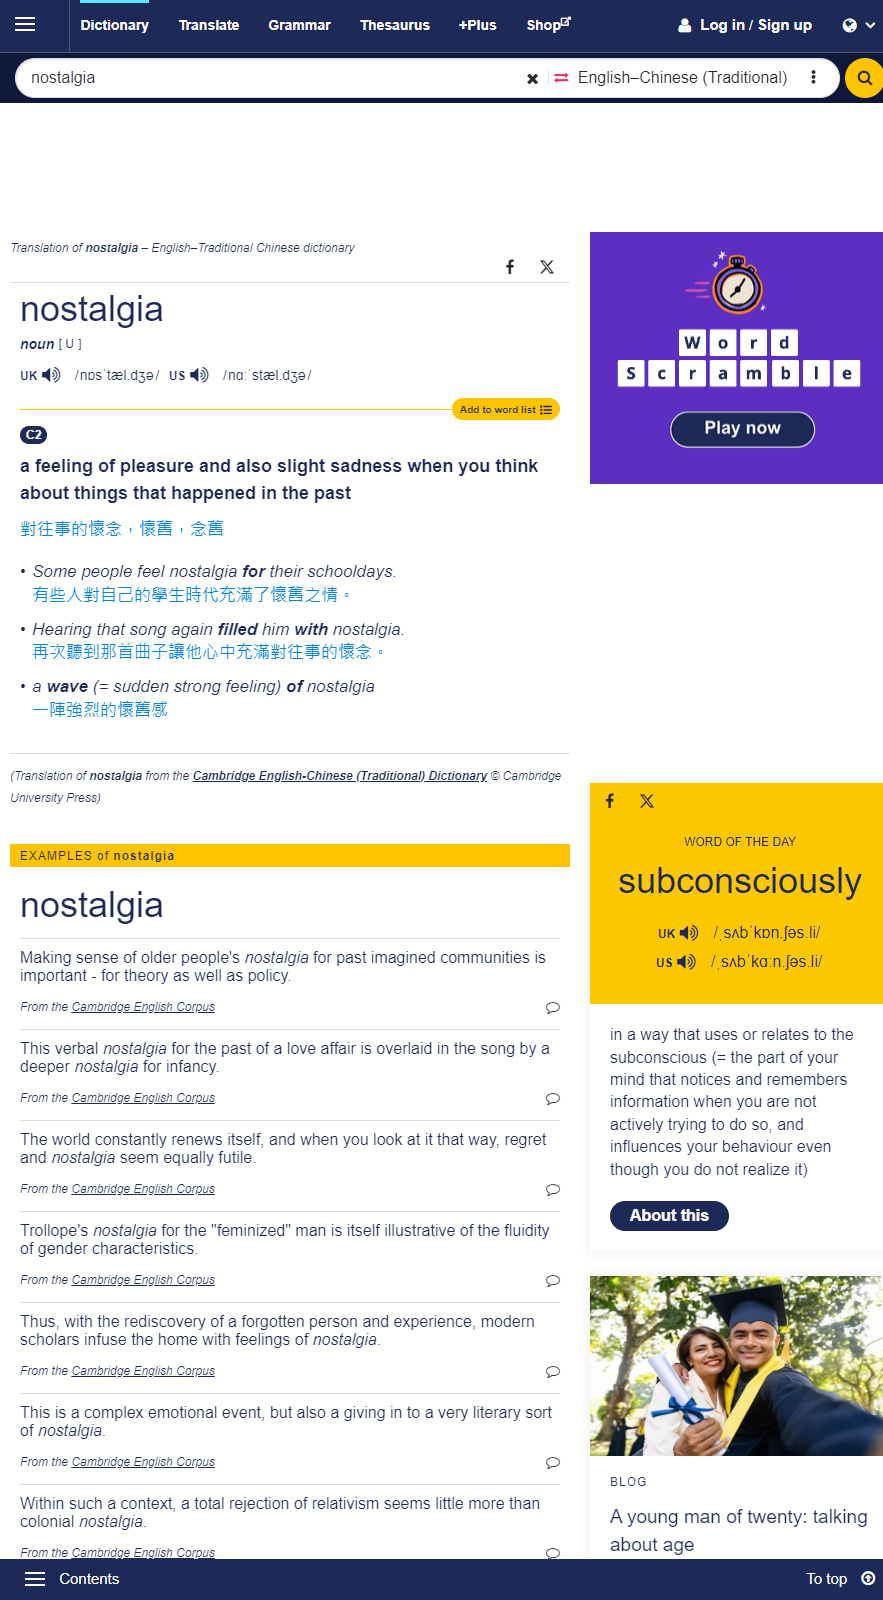 Dictionary Translate Grammar Thesaurus +Plus Shop Log in / Sign up
nostalgia English–Chinese (Traditional)
Translation of nostalgia – English–Traditional Chinese dictionary
nostalgia
noun [ U ]
UK /nɒsˈtæl.dʒə/ US /nɑːˈstæl.dʒə/
Add to word list
C2
a feeling of pleasure and also slight sadness when you think
about things that happened in the past
對往事的懷念，懷舊，念舊
• Some people feel nostalgia for their schooldays.
有些人對自己的學生時代充滿了懷舊之情。
• Hearing that song again filled him with nostalgia.
再次聽到那首曲子讓他心中充滿對往事的懷念。
• a wave (= sudden strong feeling) of nostalgia
一陣強烈的懷舊感
(Translation of nostalgia from the Cambridge English-Chinese (Traditional) Dictionary © Cambridge
University Press)
EXAMPLES of nostalgia
nostalgia
Making sense of older people's nostalgia for past imagined communities is
important - for theory as well as policy.
From the Cambridge English Corpus
This verbal nostalgia for the past of a love affair is overlaid in the song by a
deeper nostalgia for infancy.
From the Cambridge English Corpus
The world constantly renews itself, and when you look at it that way, regret
and nostalgia seem equally futile.
From the Cambridge English Corpus
Trollope's nostalgia for the "feminized" man is itself illustrative of the fluidity
of gender characteristics.
From the Cambridge English Corpus
Thus, with the rediscovery of a forgotten person and experience, modern
scholars infuse the home with feelings of nostalgia.
From the Cambridge English Corpus
This is a complex emotional event, but also a giving in to a very literary sort
of nostalgia.
From the Cambridge English Corpus
Within such a context, a total rejection of relativism seems little more than
colonial nostalgia.
From the Cambridge English Corpus
Word
Scramble
Play now
WORD OF THE DAY
subconsciously
UK /ˌsʌbˈkɒn.ʃəs.li/
US /ˌsʌbˈkɑːn.ʃəs.li/
in a way that uses or relates to the
subconscious (= the part of your
mind that notices and remembers
information when you are not
actively trying to do so, and
influences your behaviour even
though you do not realize it)
About this
BLOG
A young man of twenty: talking
about age
Contents To top